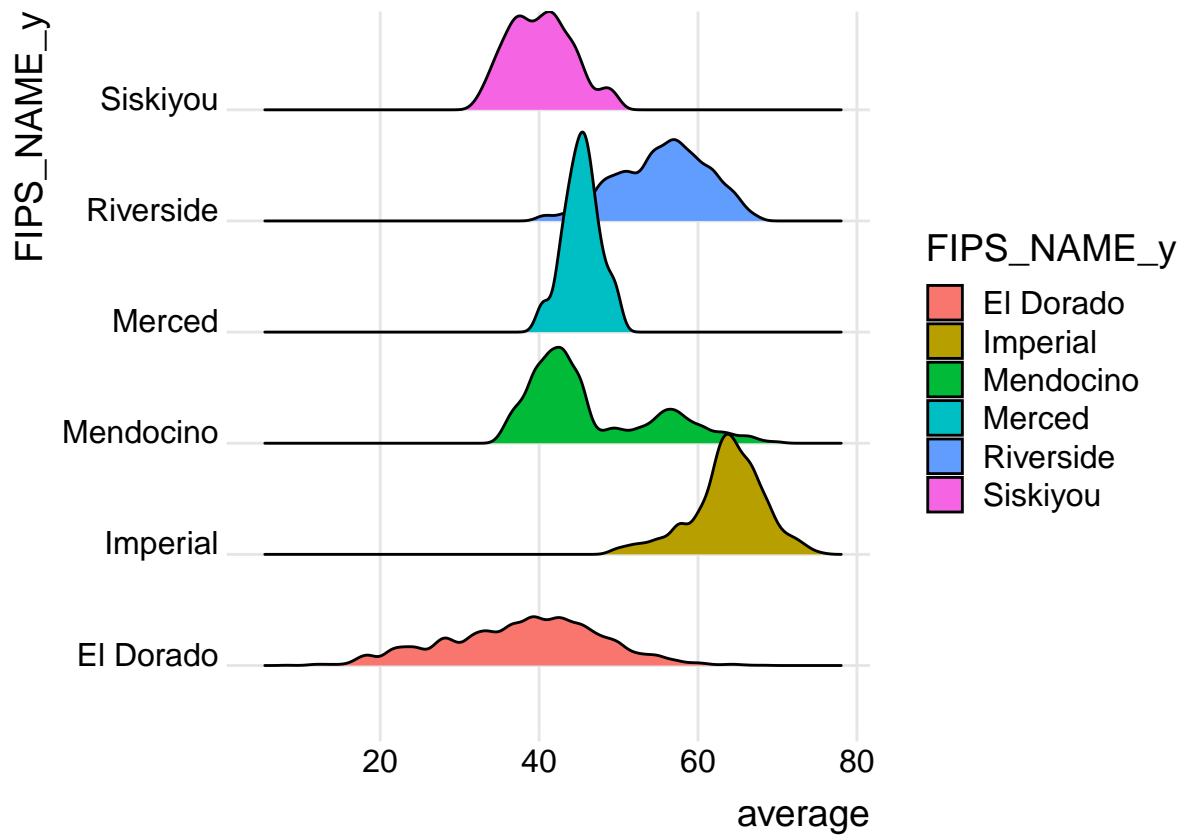 FIPS_NAME_y
Siskiyou
Riverside
Merced
Mendocino
Imperial
El Dorado
20 40 60 80
average
FIPS_NAME_y
El Dorado
Imperial
Mendocino
Merced
Riverside
Siskiyou